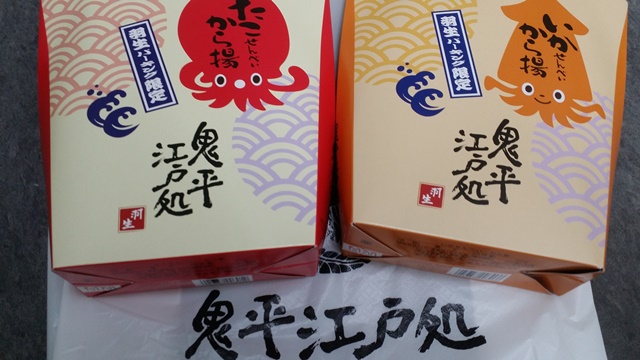 たこせんべい
から揚
羽生パーキング限定
鬼平
江戸処
羽生
いかせんべい
から揚
羽生パーキング限定
鬼平
江戸処
羽生
鬼平江戸処